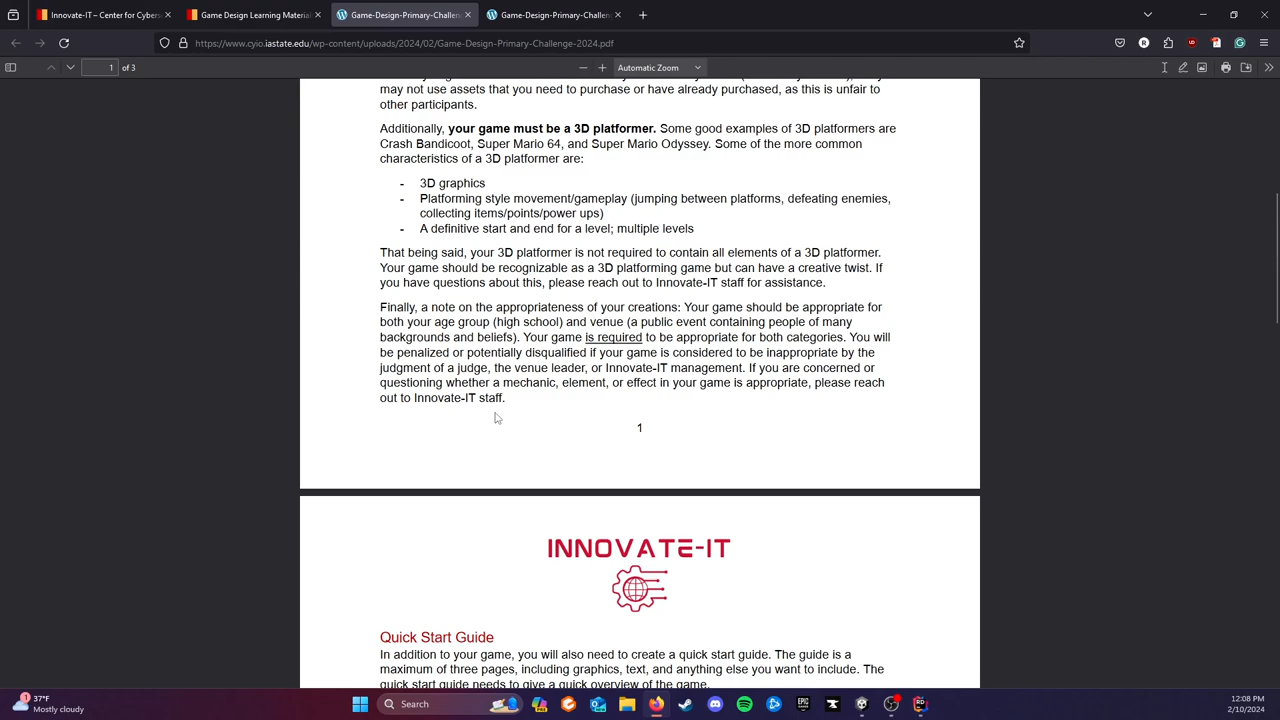 Innovate-IT – Center for Cyberse
Game Design Learning Material
Game-Design-Primary-Challen
Game-Design-Primary-Challeng
https://www.cyio.iastate.edu/wp-content/uploads/2024/02/Game-Design-Primary-Challenge-2024.pdf
1 of 3
Automatic Zoom
may not use assets that you need to purchase or have already purchased, as this is unfair to
other participants.
Additionally, your game must be a 3D platformer. Some good examples of 3D platformers are
Crash Bandicoot, Super Mario 64, and Super Mario Odyssey. Some of the more common
characteristics of a 3D platformer are:
- 3D graphics
- Platforming style movement/gameplay (jumping between platforms, defeating enemies,
collecting items/points/power ups)
- A definitive start and end for a level; multiple levels
That being said, your 3D platformer is not required to contain all elements of a 3D platformer.
Your game should be recognizable as a 3D platforming game but can have a creative twist. If
you have questions about this, please reach out to Innovate-IT staff for assistance.
Finally, a note on the appropriateness of your creations: Your game should be appropriate for
both your age group (high school) and venue (a public event containing people of many
backgrounds and beliefs). Your game is required to be appropriate for both categories. You will
be penalized or potentially disqualified if your game is considered to be inappropriate by the
judgment of a judge, the venue leader, or Innovate-IT management. If you are concerned or
questioning whether a mechanic, element, or effect in your game is appropriate, please reach
out to Innovate-IT staff.
1
INNOVATE-IT
Quick Start Guide
In addition to your game, you will also need to create a quick start guide. The guide is a
maximum of three pages, including graphics, text, and anything else you want to include. The
quick start guide needs to give a quick overview of the game.
37°F
Mostly cloudy
Search
12:08 PM
2/10/2024